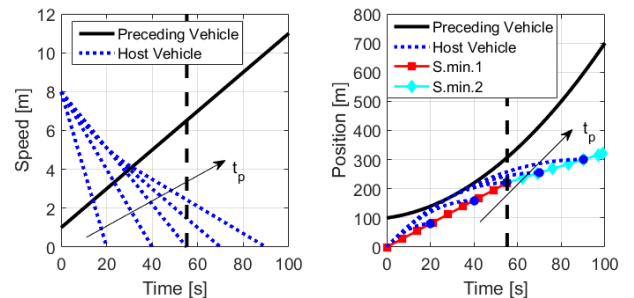 Preceding Vehicle
Host Vehicle
t_p
12
10
8
6
4
2
0
Speed [m]
0 20 40 60 80 100
Time [s]
Preceding Vehicle
Host Vehicle
S.min.1
S.min.2
t_p
800
700
600
500
400
300
200
100
0
Position [m]
0 20 40 60 80 100
Time [s]